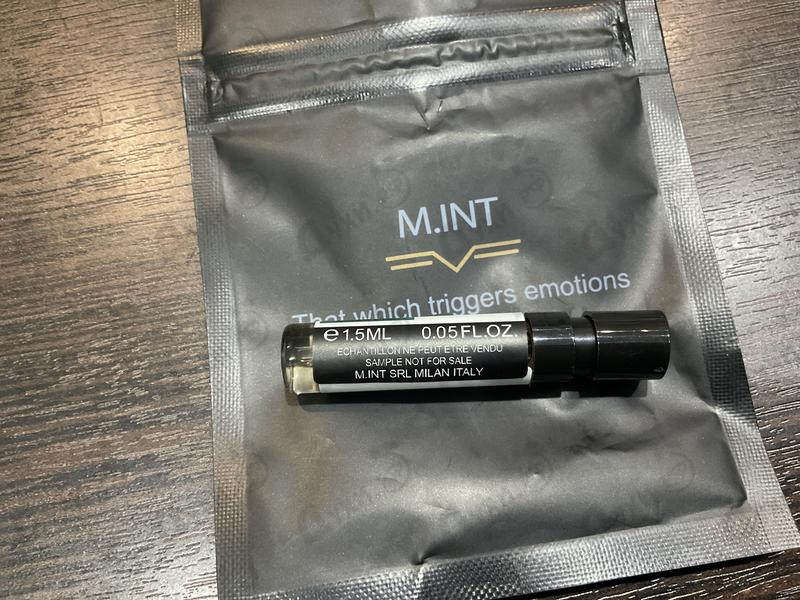 M.INT
That which triggers emotions
℮ 1.5ML 0.05 FL.OZ.
ECHANTILLON NE PEUT ETRE VENDU
SAMPLE NOT FOR SALE
M.INT SRL MILAN ITALY